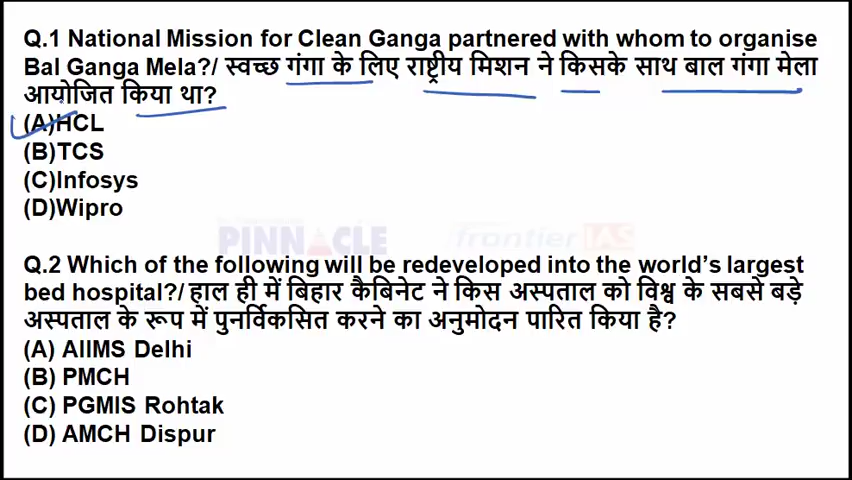 Q.1 National Mission for Clean Ganga partnered with whom to organise
Bal Ganga Mela?/ स्वच्छ गंगा के लिए राष्ट्रीय मिशन ने किसके साथ बाल गंगा मेला
आयोजित किया था?
(A)HCL
(B)TCS
(C)Infosys
(D)Wipro
PINNACLE frontier IAS
Q.2 Which of the following will be redeveloped into the world's largest
bed hospital?/ हाल ही में बिहार कैबिनेट ने किस अस्पताल को विश्व के सबसे बड़े
अस्पताल के रूप में पुनर्विकसित करने का अनुमोदन पारित किया है?
(A) AIIMS Delhi
(B) PMCH
(C) PGMIS Rohtak
(D) AMCH Dispur